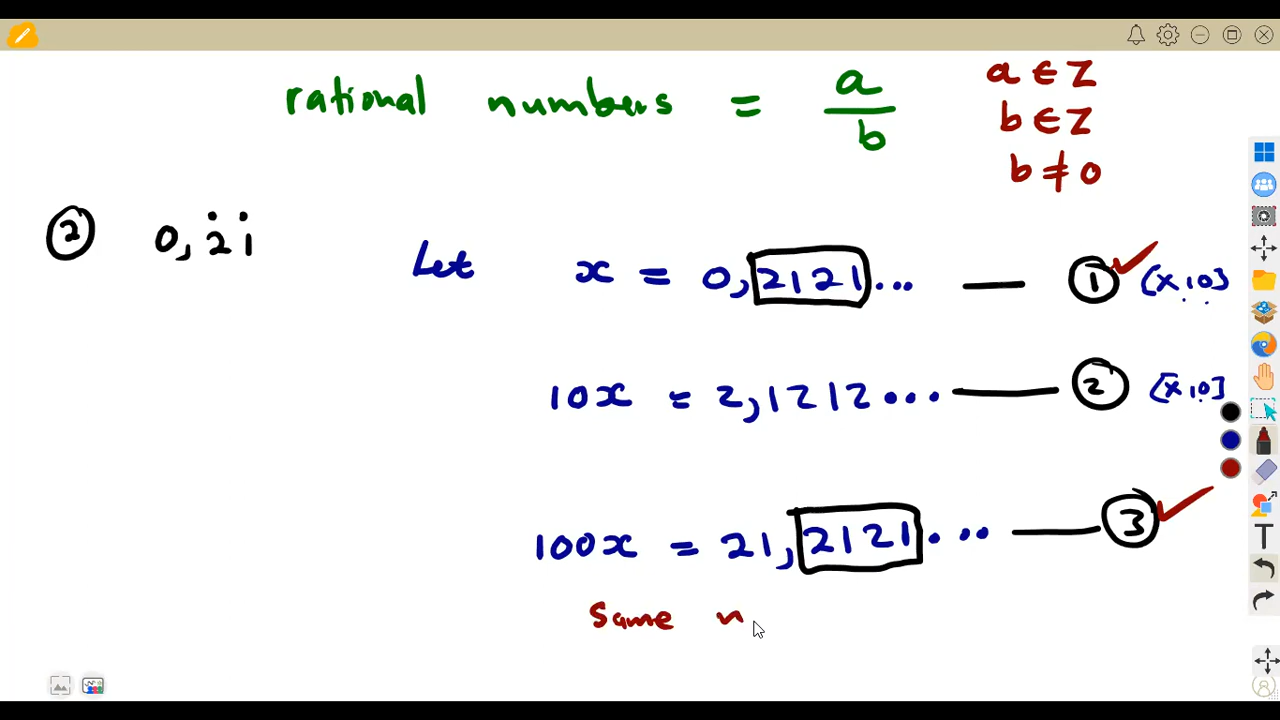 rational numbers = a/b
a ∈ Z
b ∈ Z
b ≠ 0
② 0,2̇1̇
Let x = 0,2121... — ① ✓ [×10]
10x = 2,1212... — ② [×10]
100x = 21,2121... — ③ ✓
Same n